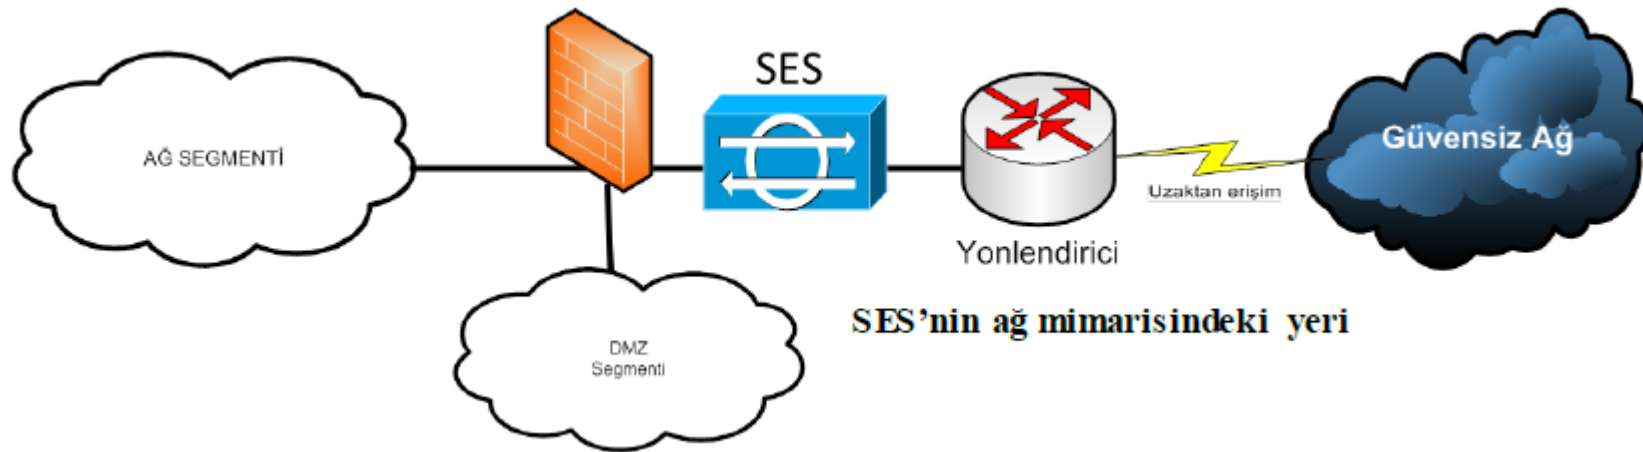 SES
AĞ SEGMENTİ
Güvensiz Ağ
Uzaktan erişim
Yonlendirici
SES’nin ağ mimarisindeki yeri
DMZ
Segmenti